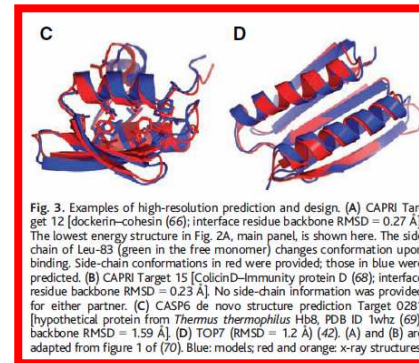 C
D
Fig. 3. Examples of high-resolution prediction and design. (A) CAPRI Tar-
get 12 [dockerin–cohesin (66); interface residue backbone RMSD = 0.27 Å].
The lowest energy structure in Fig. 2A, main panel, is shown here. The side
chain of Leu-83 (green in the free monomer) changes conformation upon
binding. Side-chain conformations in red were provided; those in blue were
predicted. (B) CAPRI Target 15 [ColicinD–Immunity protein D (68); interface
residue backbone RMSD = 0.23 Å]. No side-chain information was provided
for either partner. (C) CASP6 de novo structure prediction Target 0281
[hypothetical protein from Thermus thermophilus Hb8, PDB ID 1whz (69);
backbone RMSD = 1.59 Å]. (D) TOP7 (RMSD = 1.2 Å) (42). (A) and (B) are
adapted from figure 1 of (70). Blue: models; red and orange: x-ray structures.